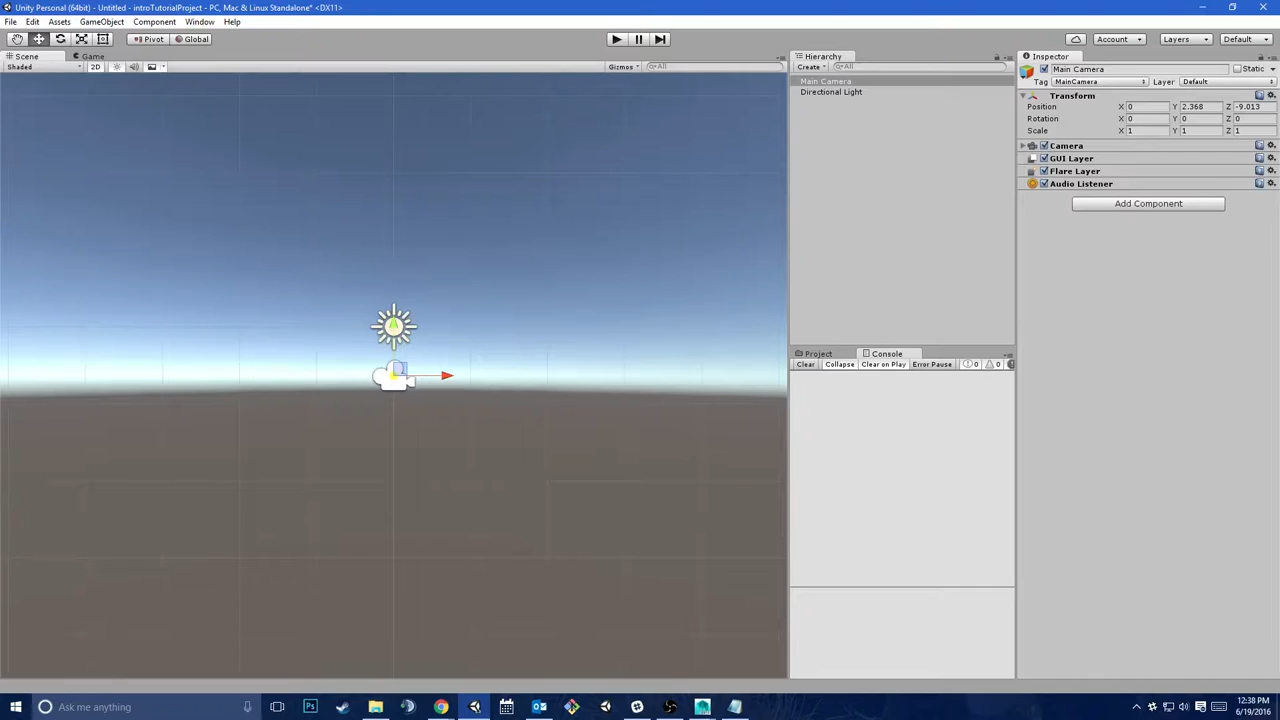 Unity Personal (64bit) - Untitled - introTutorialProject - PC, Mac & Linux Standalone* <DX11>
File Edit Assets GameObject Component Window Help
Pivot Global Account Layers Default
Scene Game
Shaded 2D Gizmos All
Hierarchy
Create All
Main Camera
Directional Light
Project Console
Clear Collapse Clear on Play Error Pause 0 0
Inspector
Main Camera Static
Tag MainCamera Layer Default
Transform
Position X 0 Y 2.368 Z -9.013
Rotation X 0 Y 0 Z 0
Scale X 1 Y 1 Z 1
Camera
GUI Layer
Flare Layer
Audio Listener
Add Component
Ask me anything
12:38 PM
6/19/2016